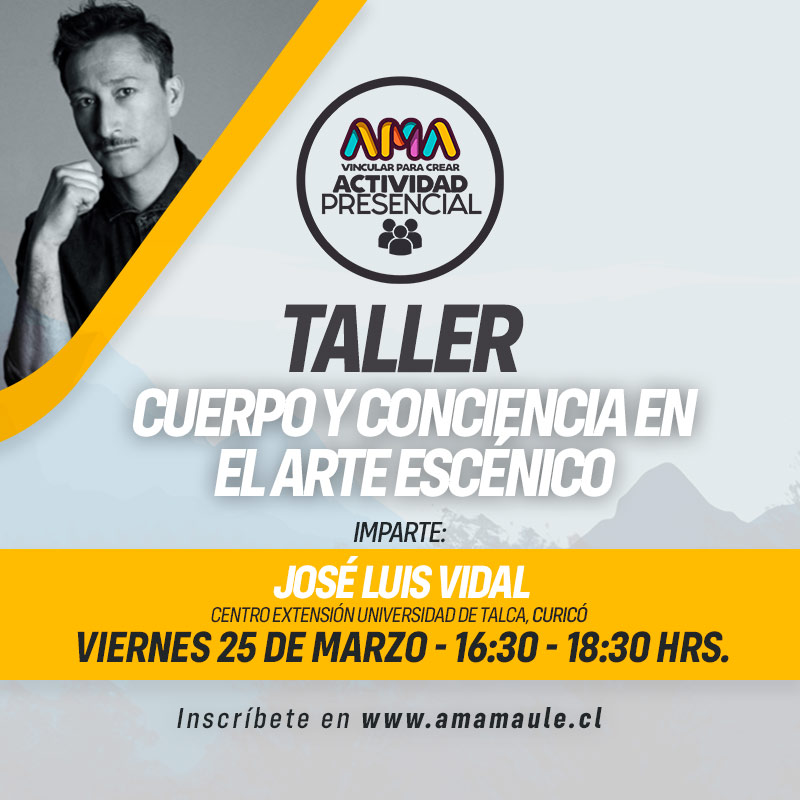 AMA
VINCULAR PARA CREAR
ACTIVIDAD
PRESENCIAL
TALLER
CUERPO Y CONCIENCIA EN
EL ARTE ESCÉNICO
IMPARTE:
JOSÉ LUIS VIDAL
CENTRO EXTENSIÓN UNIVERSIDAD DE TALCA, CURICÓ
VIERNES 25 DE MARZO - 16:30 - 18:30 HRS.
Inscríbete en www.amamaule.cl